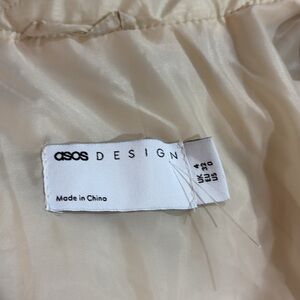 asos DESIGN
Made in China
UK 4
EU 32
US 0